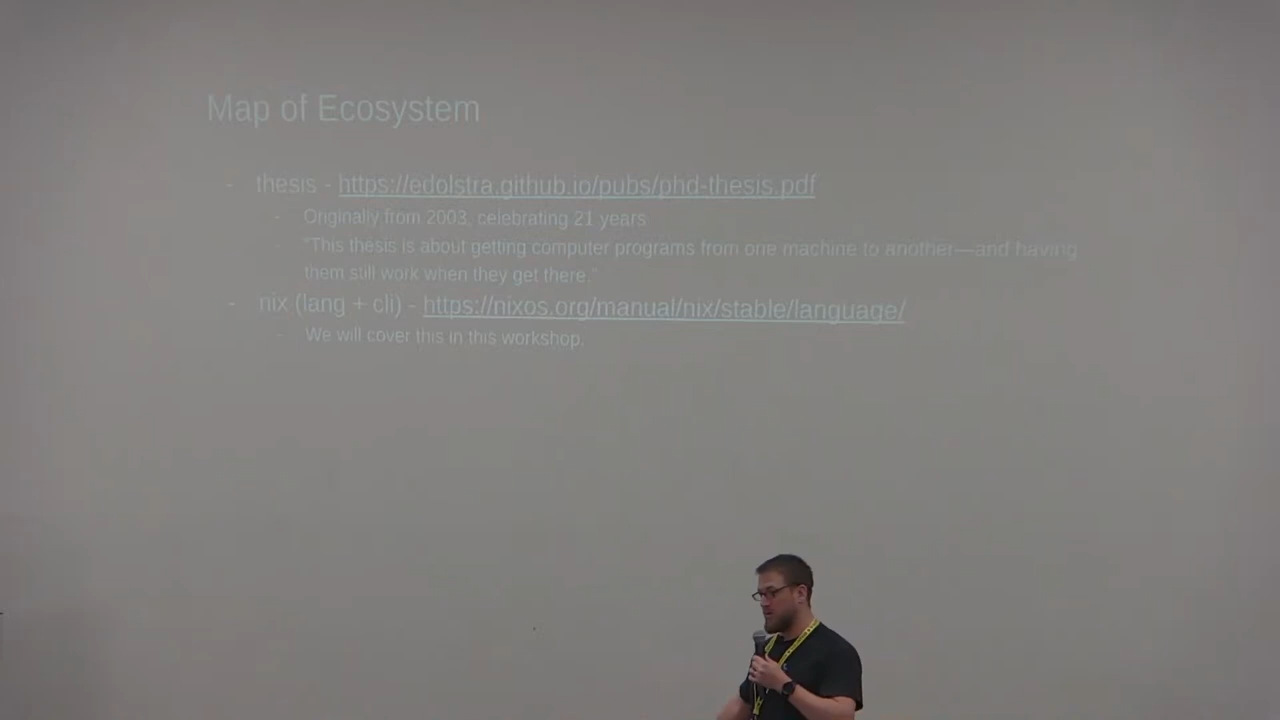 Map of Ecosystem
- thesis - https://edolstra.github.io/pubs/phd-thesis.pdf
- Originally from 2003, celebrating 21 years
- "This thesis is about getting computer programs from one machine to another—and having
them still work when they get there."
- nix (lang + cli) - https://nixos.org/manual/nix/stable/language/
- We will cover this in this workshop.